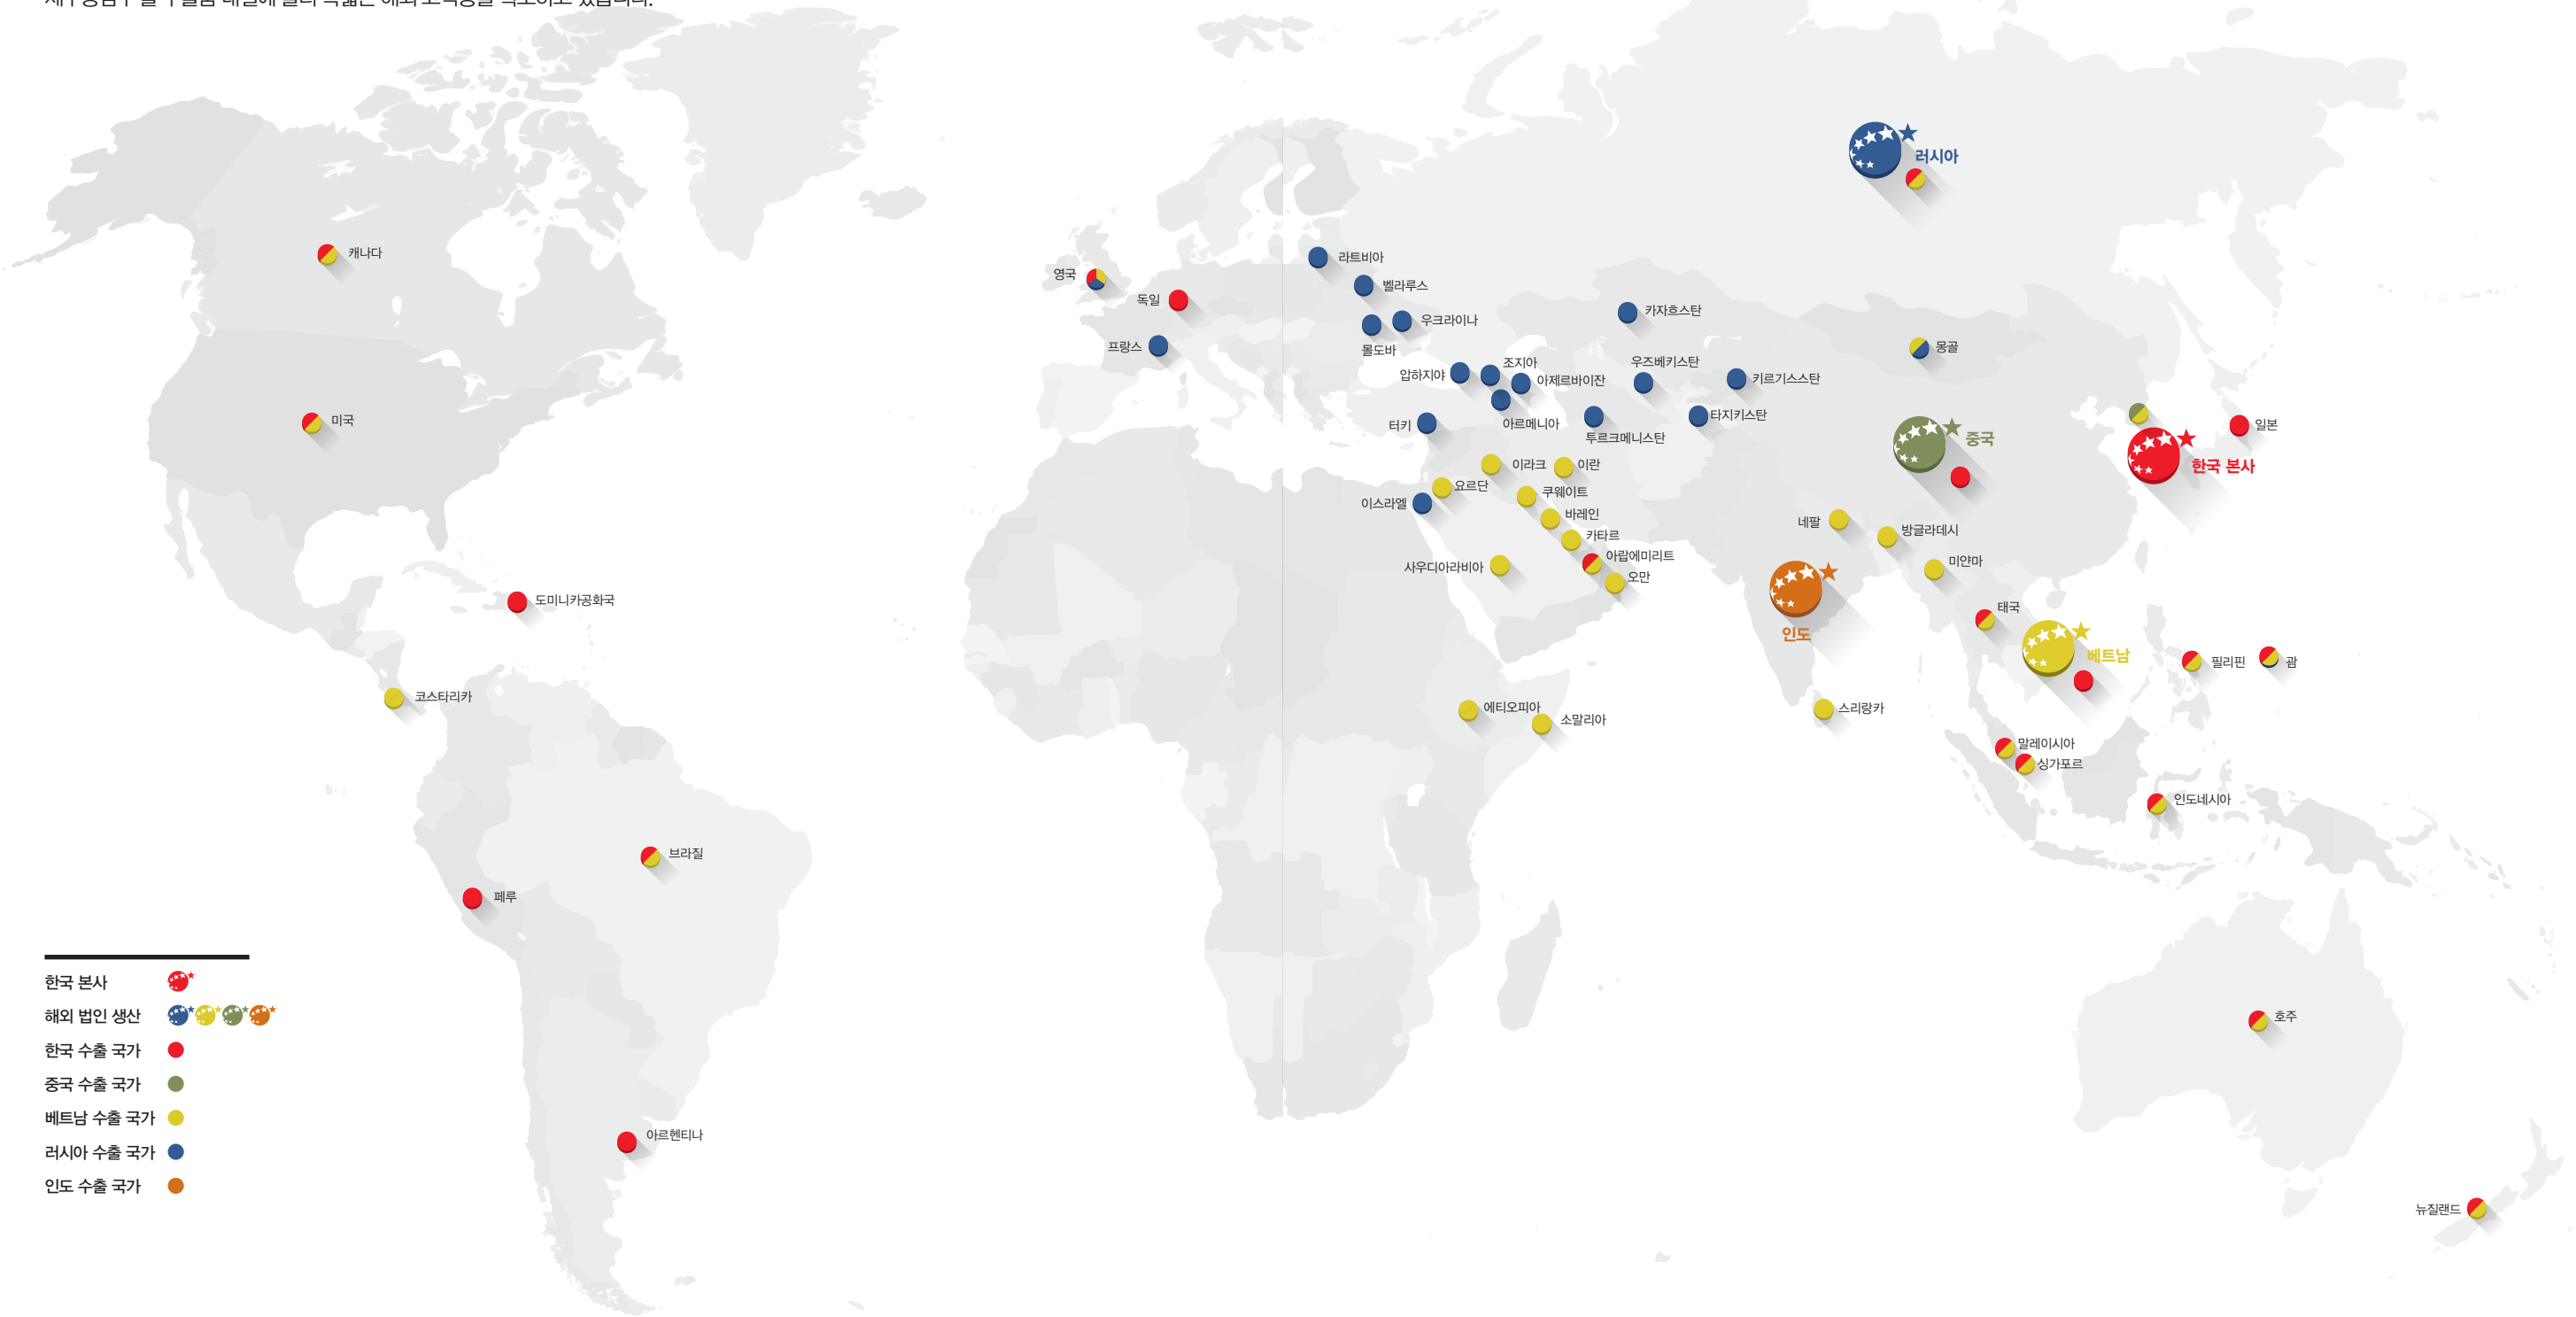 러시아
캐나다
라트비아
영국
벨라루스
독일
카자흐스탄
우크라이나
프랑스
몰도바
몽골
조지아
우즈베키스탄
압하지야
아제르바이잔
키르기스스탄
미국
타지키스탄
터키
아르메니아
투르크메니스탄
일본
중국
이라크
이란
한국 본사
요르단
쿠웨이트
이스라엘
바레인
네팔
방글라데시
카타르
아랍에미리트
미얀마
사우디아라비아
오만
도미니카공화국
태국
인도
베트남
필리핀
괌
코스타리카
에티오피아
스리랑카
소말리아
말레이시아
싱가포르
인도네시아
브라질
페루
호주
아르헨티나
뉴질랜드
한국 본사
해외 법인 생산
한국 수출 국가
중국 수출 국가
베트남 수출 국가
러시아 수출 국가
인도 수출 국가